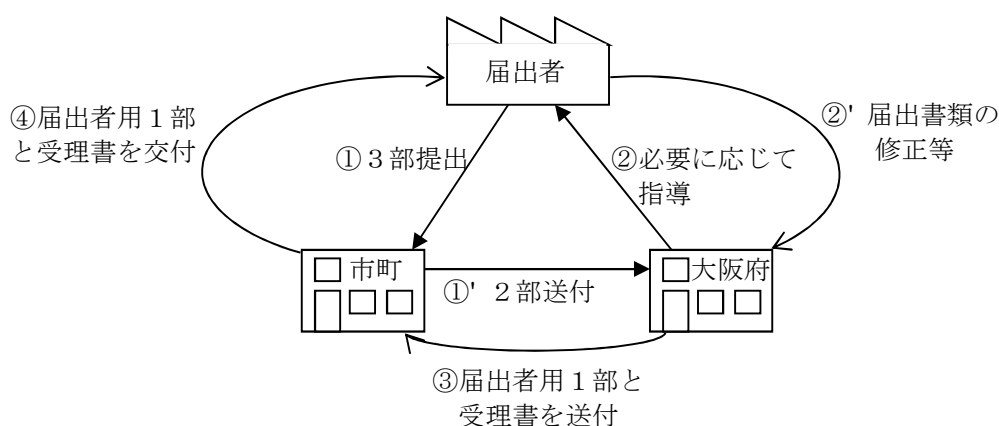 届出者
④届出者用１部
と受理書を交付
①３部提出
②必要に応じて
指導
②' 届出書類の
修正等
市町
大阪府
①' ２部送付
③届出者用１部と
受理書を送付